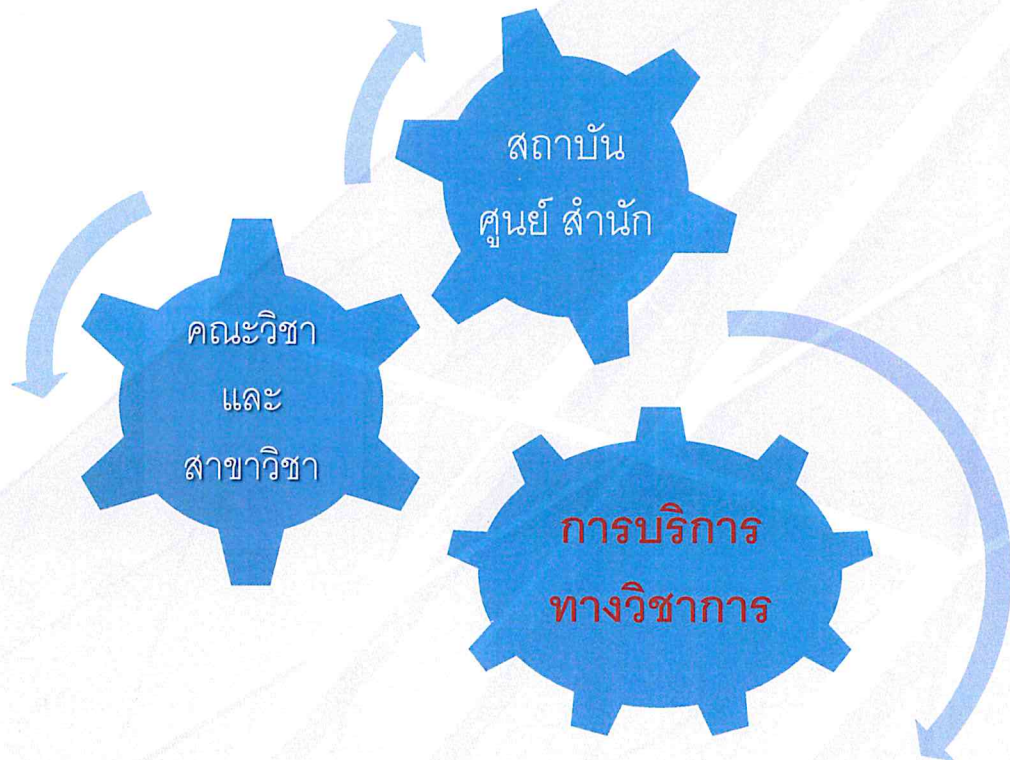 สถาบัน
ศูนย์ สำนัก
คณะวิชา
และ
สาขาวิชา
การบริการ
ทางวิชาการ